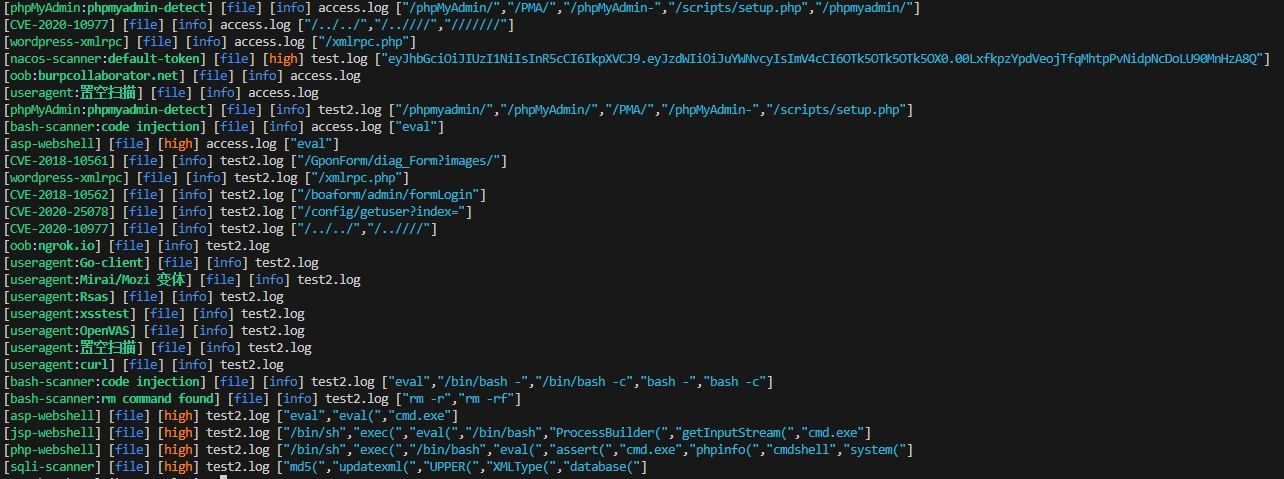 [phpMyAdmin:phpmyadmin-detect] [file] [info] access.log ["/phpMyAdmin/","/PMA/","/phpMyAdmin-","/scripts/setup.php","/phpmyadmin/"]
[CVE-2020-10977] [file] [info] access.log ["/../../","/..////","///////"]
[wordpress-xmlrpc] [file] [info] access.log ["/xmlrpc.php"]
[nacos-scanner:default-token] [file] [high] test.log ["eyJhbGciOiJIUzI1NiIsInR5cCI6IkpXVCJ9.eyJzdWIiOiJuYWNvcyIsImV4cCI6OTk5OTk5OTk5OX0.00LxfkpzYpdVeojTfqMhtpPvNidpNcDoLU90MnHzA8Q"]
[oob:burpcollaborator.net] [file] [info] access.log
[useragent:置空扫描] [file] [info] access.log
[phpMyAdmin:phpmyadmin-detect] [file] [info] test2.log ["/phpmyadmin/","/phpMyAdmin/","/PMA/","/phpMyAdmin-","/scripts/setup.php"]
[bash-scanner:code injection] [file] [info] access.log ["eval"]
[asp-webshell] [file] [high] access.log ["eval"]
[CVE-2018-10561] [file] [info] test2.log ["/GponForm/diag_Form?images/"]
[wordpress-xmlrpc] [file] [info] test2.log ["/xmlrpc.php"]
[CVE-2018-10562] [file] [info] test2.log ["/boaform/admin/formLogin"]
[CVE-2020-25078] [file] [info] test2.log ["/config/getuser?index="]
[CVE-2020-10977] [file] [info] test2.log ["/../../","/..////"]
[oob:ngrok.io] [file] [info] test2.log
[useragent:Go-client] [file] [info] test2.log
[useragent:Mirai/Mozi 变体] [file] [info] test2.log
[useragent:Rsas] [file] [info] test2.log
[useragent:xsstest] [file] [info] test2.log
[useragent:OpenVAS] [file] [info] test2.log
[useragent:置空扫描] [file] [info] test2.log
[useragent:curl] [file] [info] test2.log
[bash-scanner:code injection] [file] [info] test2.log ["eval","/bin/bash -","/bin/bash -c","bash -","bash -c"]
[bash-scanner:rm command found] [file] [info] test2.log ["rm -r","rm -rf"]
[asp-webshell] [file] [high] test2.log ["eval","eval(","cmd.exe"]
[jsp-webshell] [file] [high] test2.log ["/bin/sh","exec(","eval(","/bin/bash","ProcessBuilder(","getInputStream(","cmd.exe"]
[php-webshell] [file] [high] test2.log ["/bin/sh","exec(","/bin/bash","eval(","assert(","cmd.exe","phpinfo(","cmdshell","system("]
[sqli-scanner] [file] [high] test2.log ["md5(","updatexml(","UPPER(","XMLType(","database("]